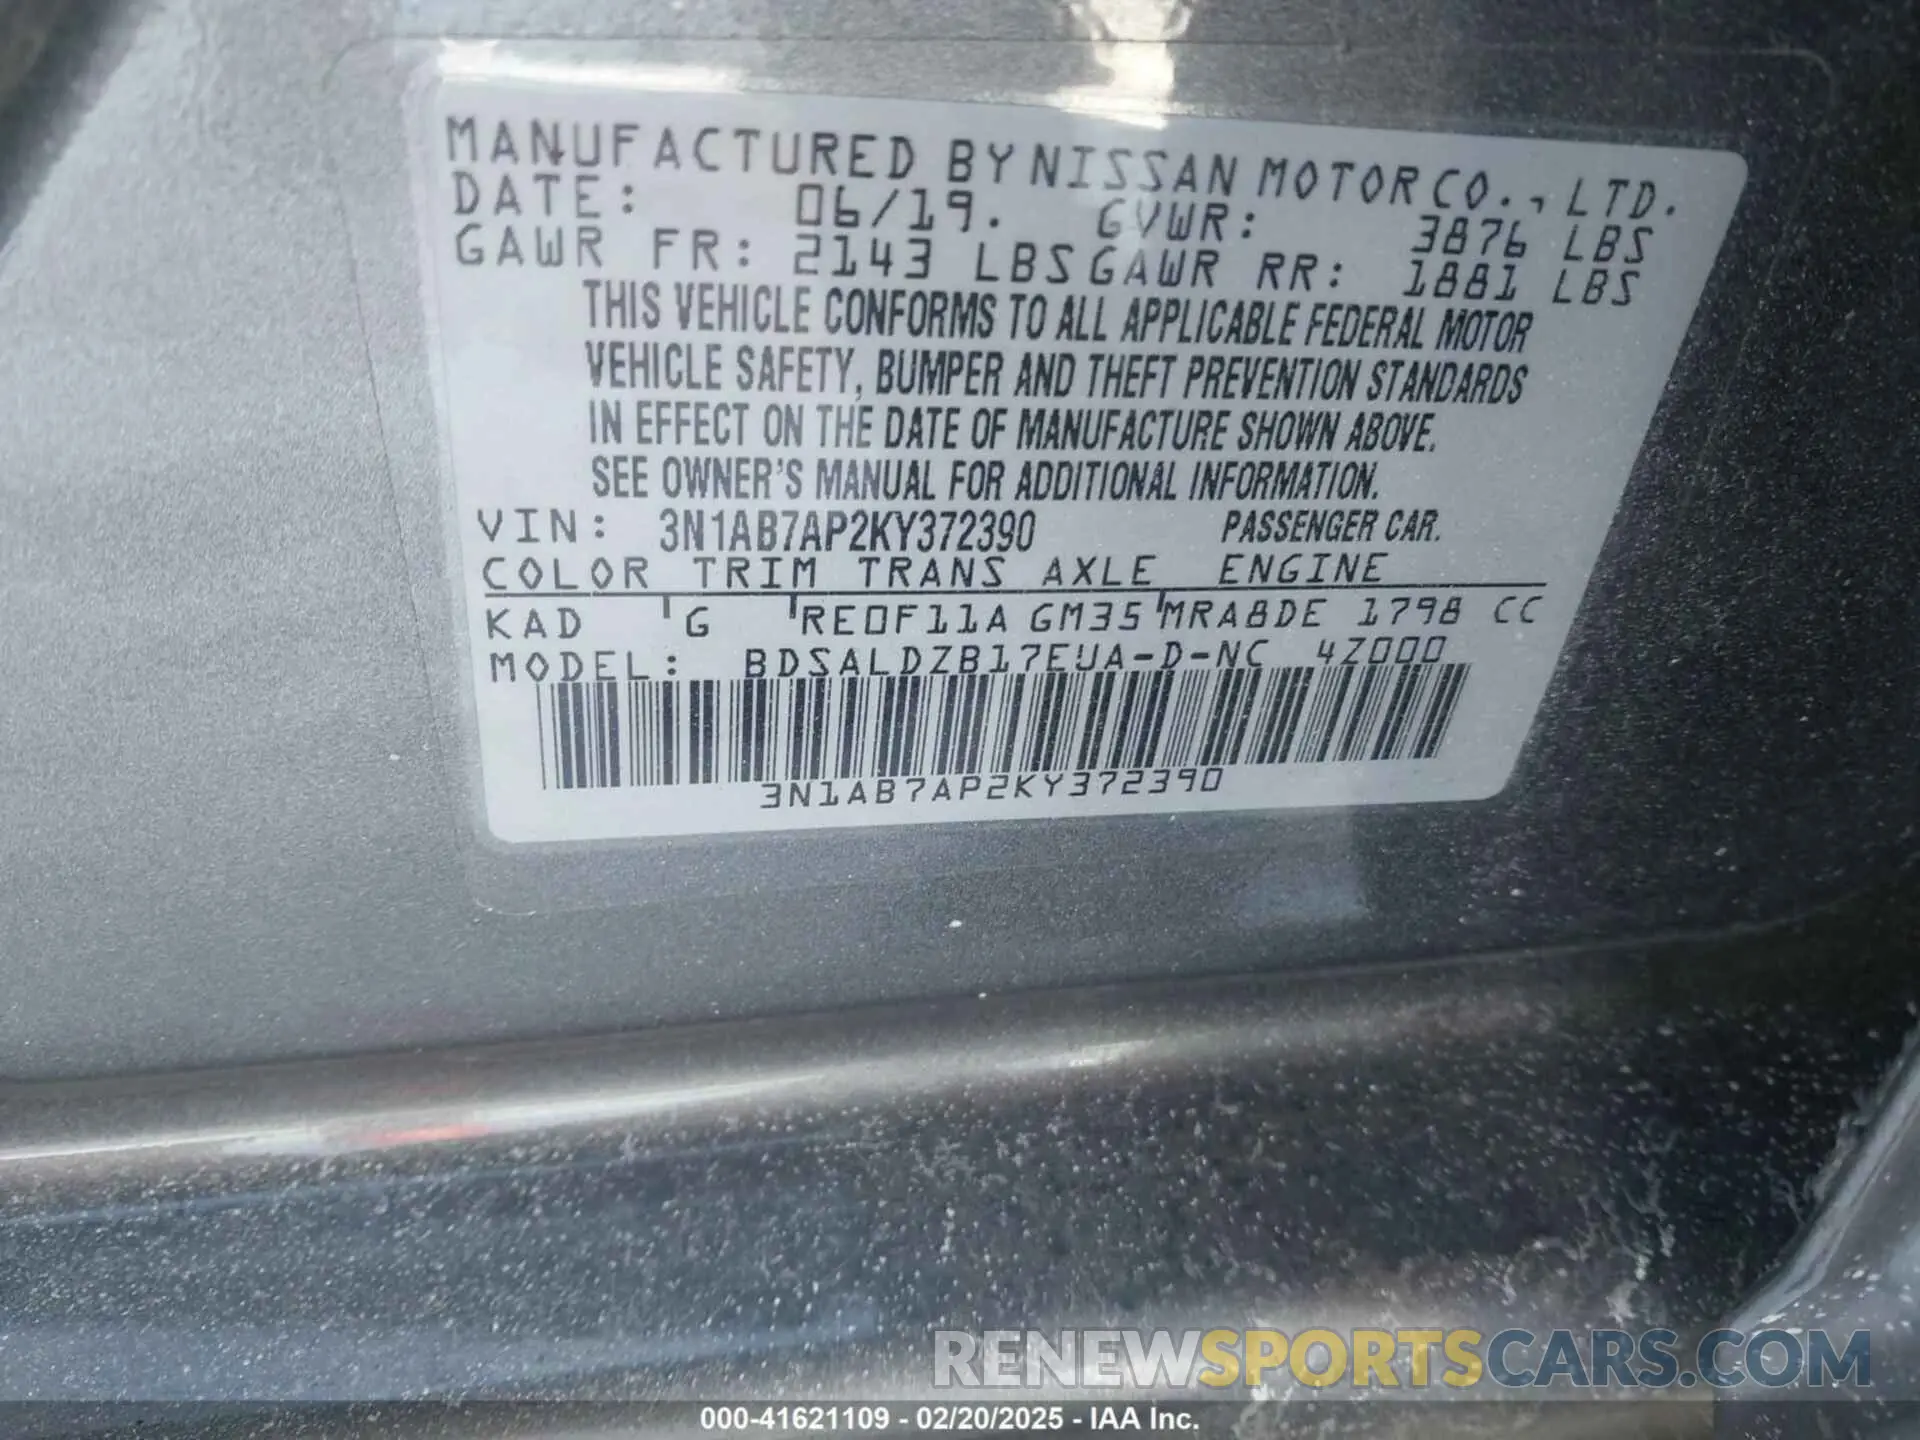 MANUFACTURED BY NISSAN MOTOR CO., LTD.
DATE: 06/19. GVWR: 3876 LBS
GAWR FR: 2143 LBS GAWR RR: 1881 LBS
THIS VEHICLE CONFORMS TO ALL APPLICABLE FEDERAL MOTOR
VEHICLE SAFETY, BUMPER AND THEFT PREVENTION STANDARDS
IN EFFECT ON THE DATE OF MANUFACTURE SHOWN ABOVE.
SEE OWNER'S MANUAL FOR ADDITIONAL INFORMATION.
VIN: 3N1AB7AP2KY372390 PASSENGER CAR.
COLOR TRIM TRANS AXLE ENGINE
KAD G RE0F11A GM35 MRA8DE 1798 CC
MODEL: BDSALDZB17EUA-D-NC 4Z000
3N1AB7AP2KY372390
RENEWSPORTSCARS.COM
000-41621109 - 02/20/2025 - IAA Inc.